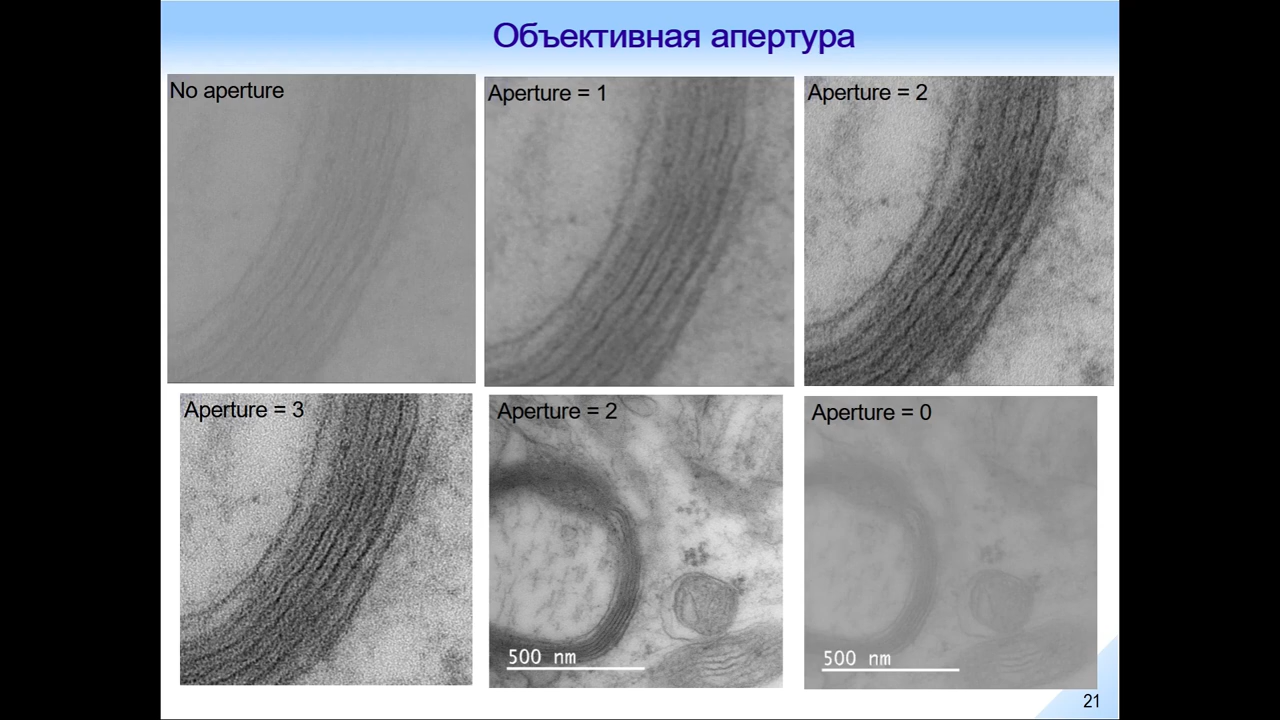 Объективная апертура
No aperture
Aperture = 1
Aperture = 2
Aperture = 3
Aperture = 2
Aperture = 0
500 nm
500 nm
21